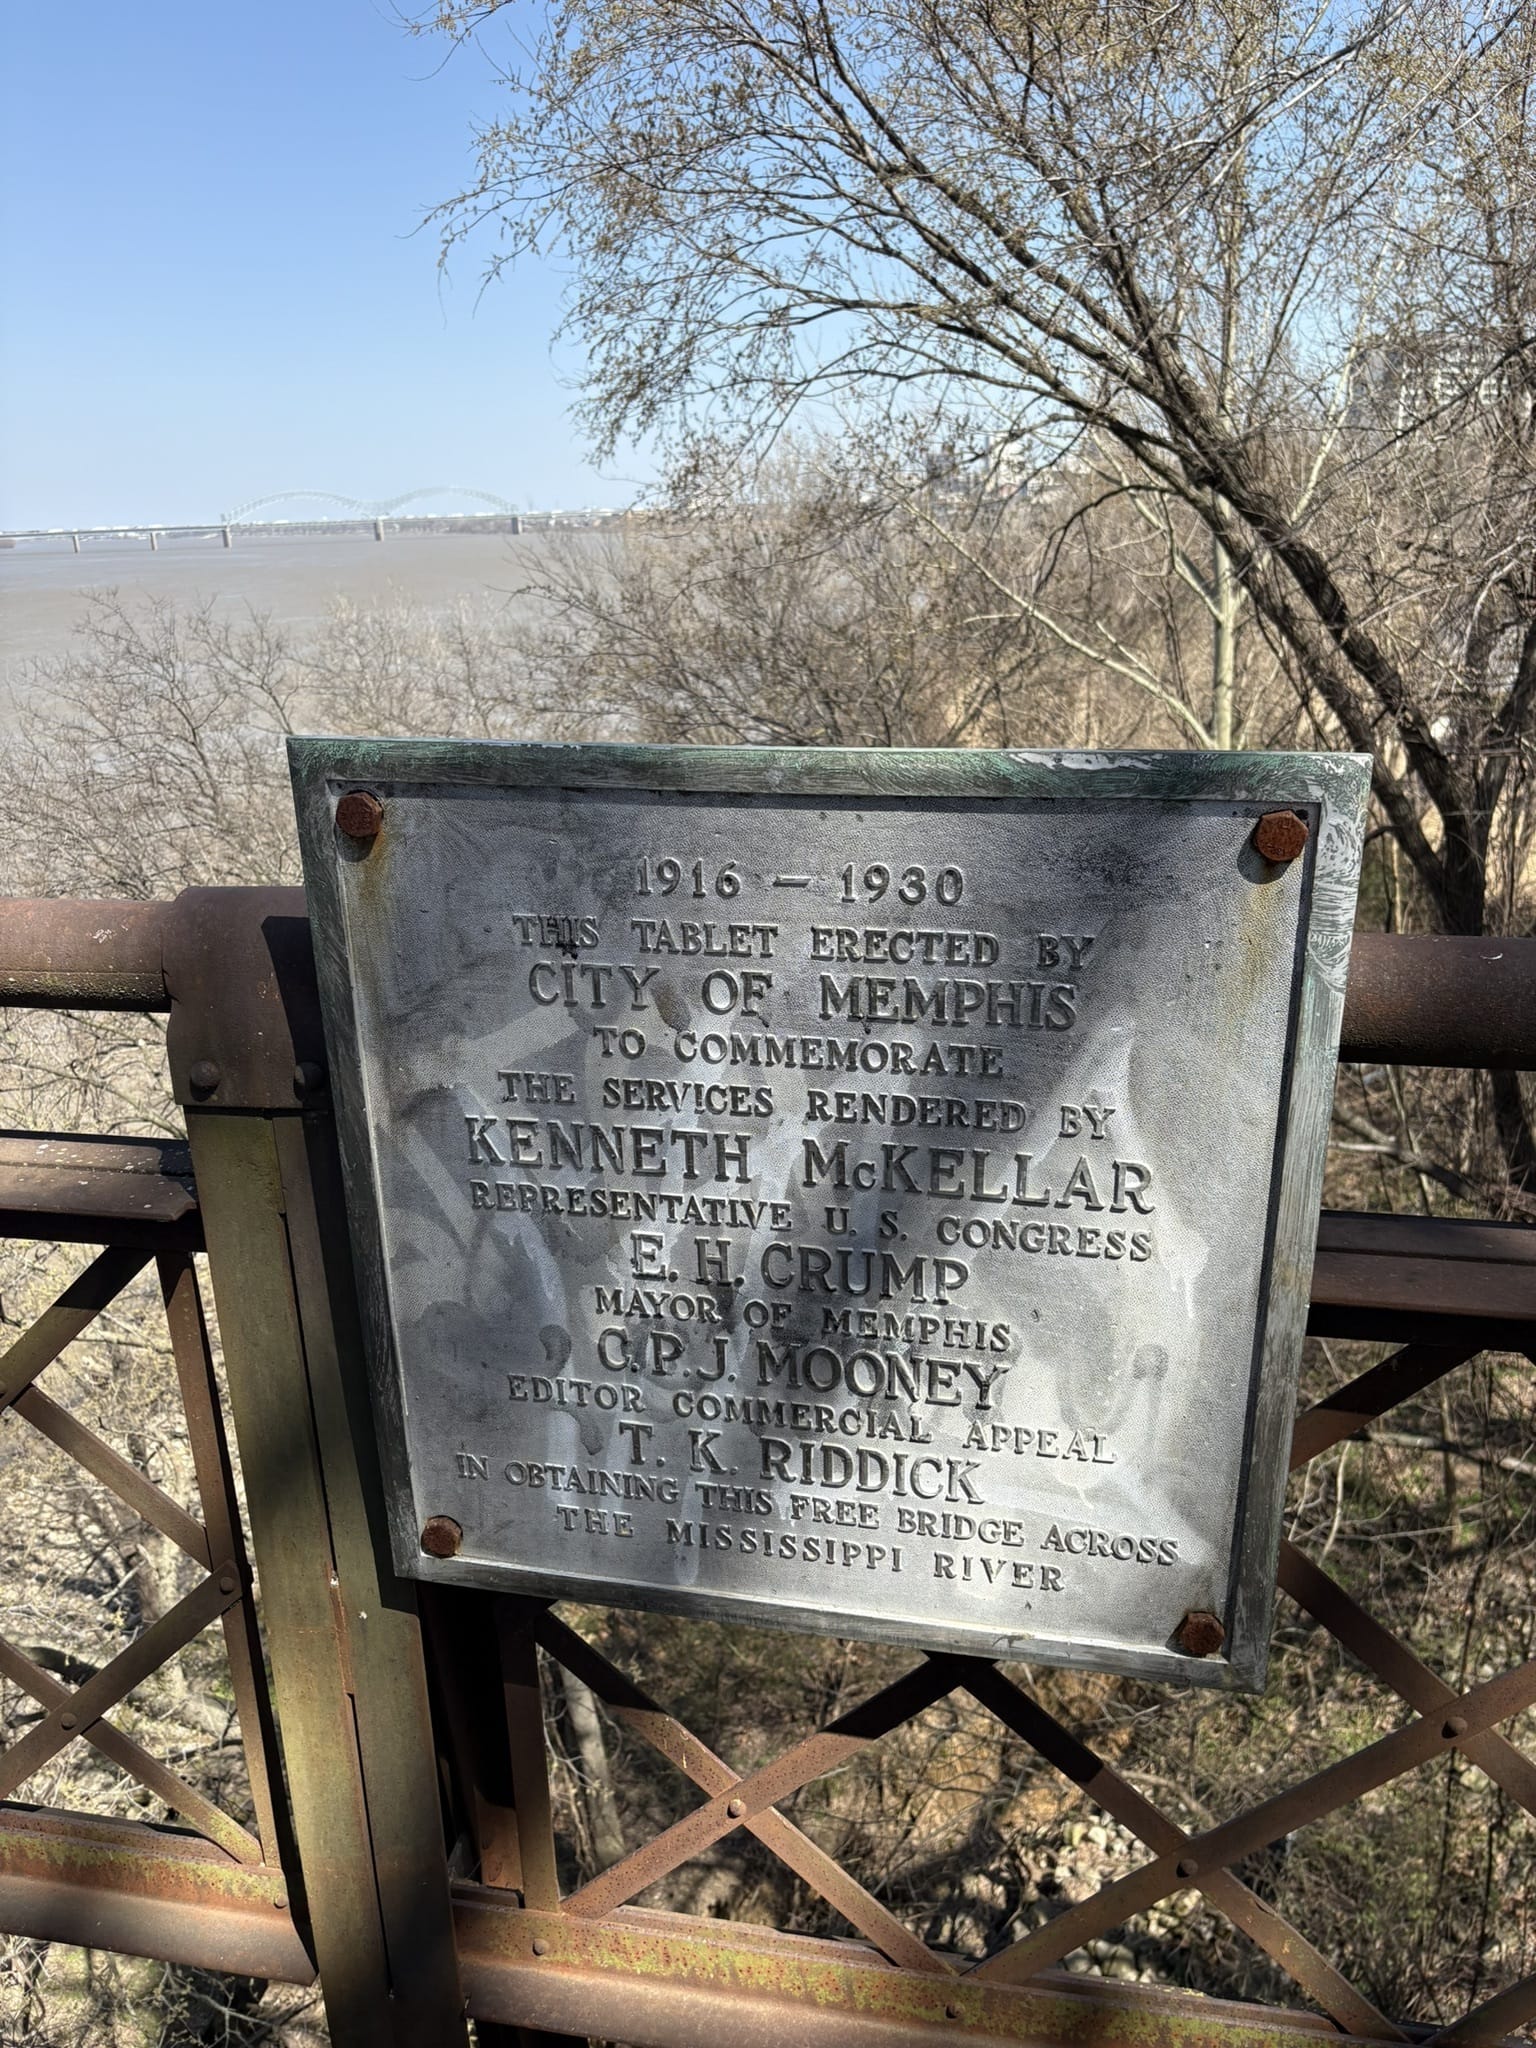 1916 – 1930
THIS TABLET ERECTED BY
CITY OF MEMPHIS
TO COMMEMORATE
THE SERVICES RENDERED BY
KENNETH McKELLAR
REPRESENTATIVE U. S. CONGRESS
E. H. CRUMP
MAYOR OF MEMPHIS
C. P. J. MOONEY
EDITOR COMMERCIAL APPEAL
T. K. RIDDICK
IN OBTAINING THIS FREE BRIDGE ACROSS
THE MISSISSIPPI RIVER